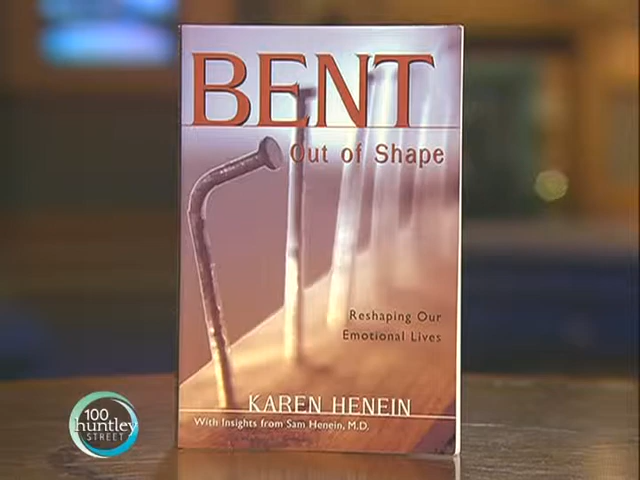 BENT
Out of Shape
Reshaping Our
Emotional Lives
KAREN HENEIN
With Insights from Sam Henein, M.D.
100
huntley
STREET